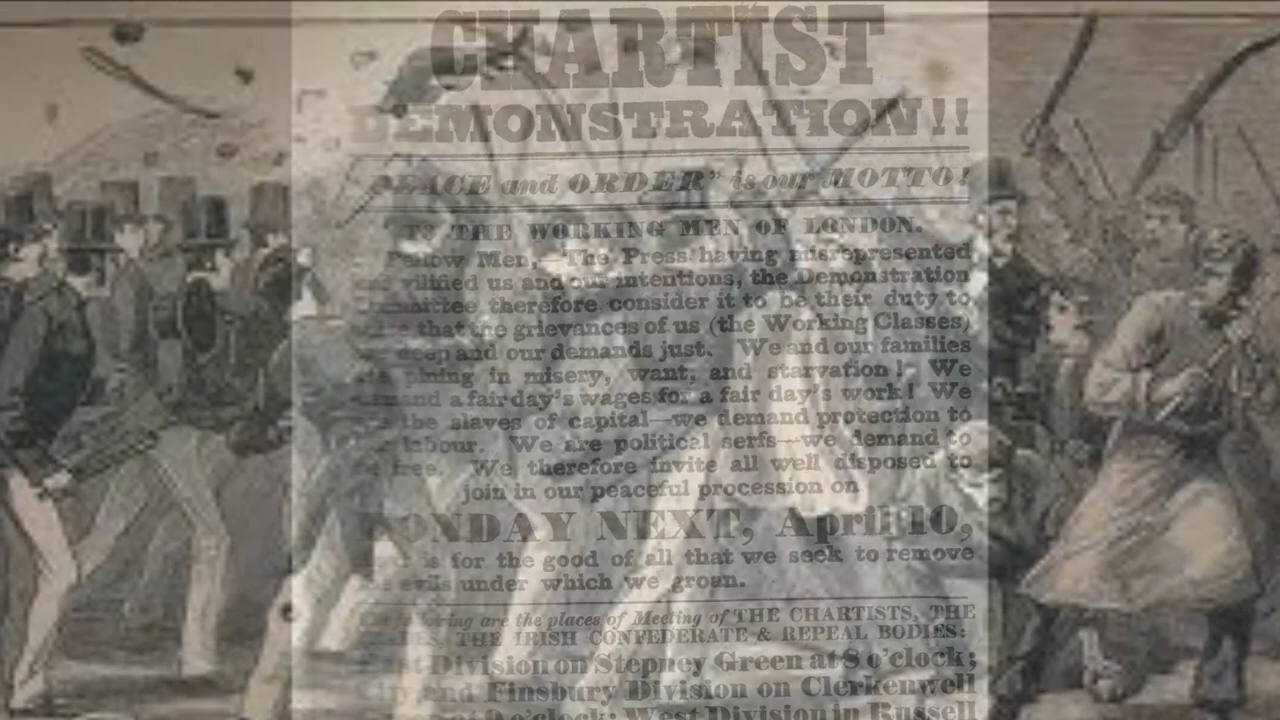 CHARTIST
DEMONSTRATION!!
PEACE and ORDER" is our MOTTO!
TO THE WORKING MEN OF LONDON.
Fellow Men,—The Press having misrepresented
and vilified us and our intentions, the Demonstration
Committee therefore consider it to be their duty to
that the grievances of us (the Working Classes)
deep and our demands just. We and our families
are pining in misery, want, and starvation! We
demand a fair day's wages for a fair day's work! We
are the slaves of capital—we demand protection to
our labour. We are political serfs—we demand to
be free. We therefore invite all well disposed to
join in our peaceful procession on
MONDAY NEXT, April 10,
is for the good of all that we seek to remove
evils under which we groan.
The following are the places of Meeting of THE CHARTISTS, THE
THE IRISH CONFEDERATE & REPEAL BODIES:
East Division on Stepney Green at 8 o'clock;
City and Finsbury Division on Clerkenwell
at 9 o'clock; West Division in Russell